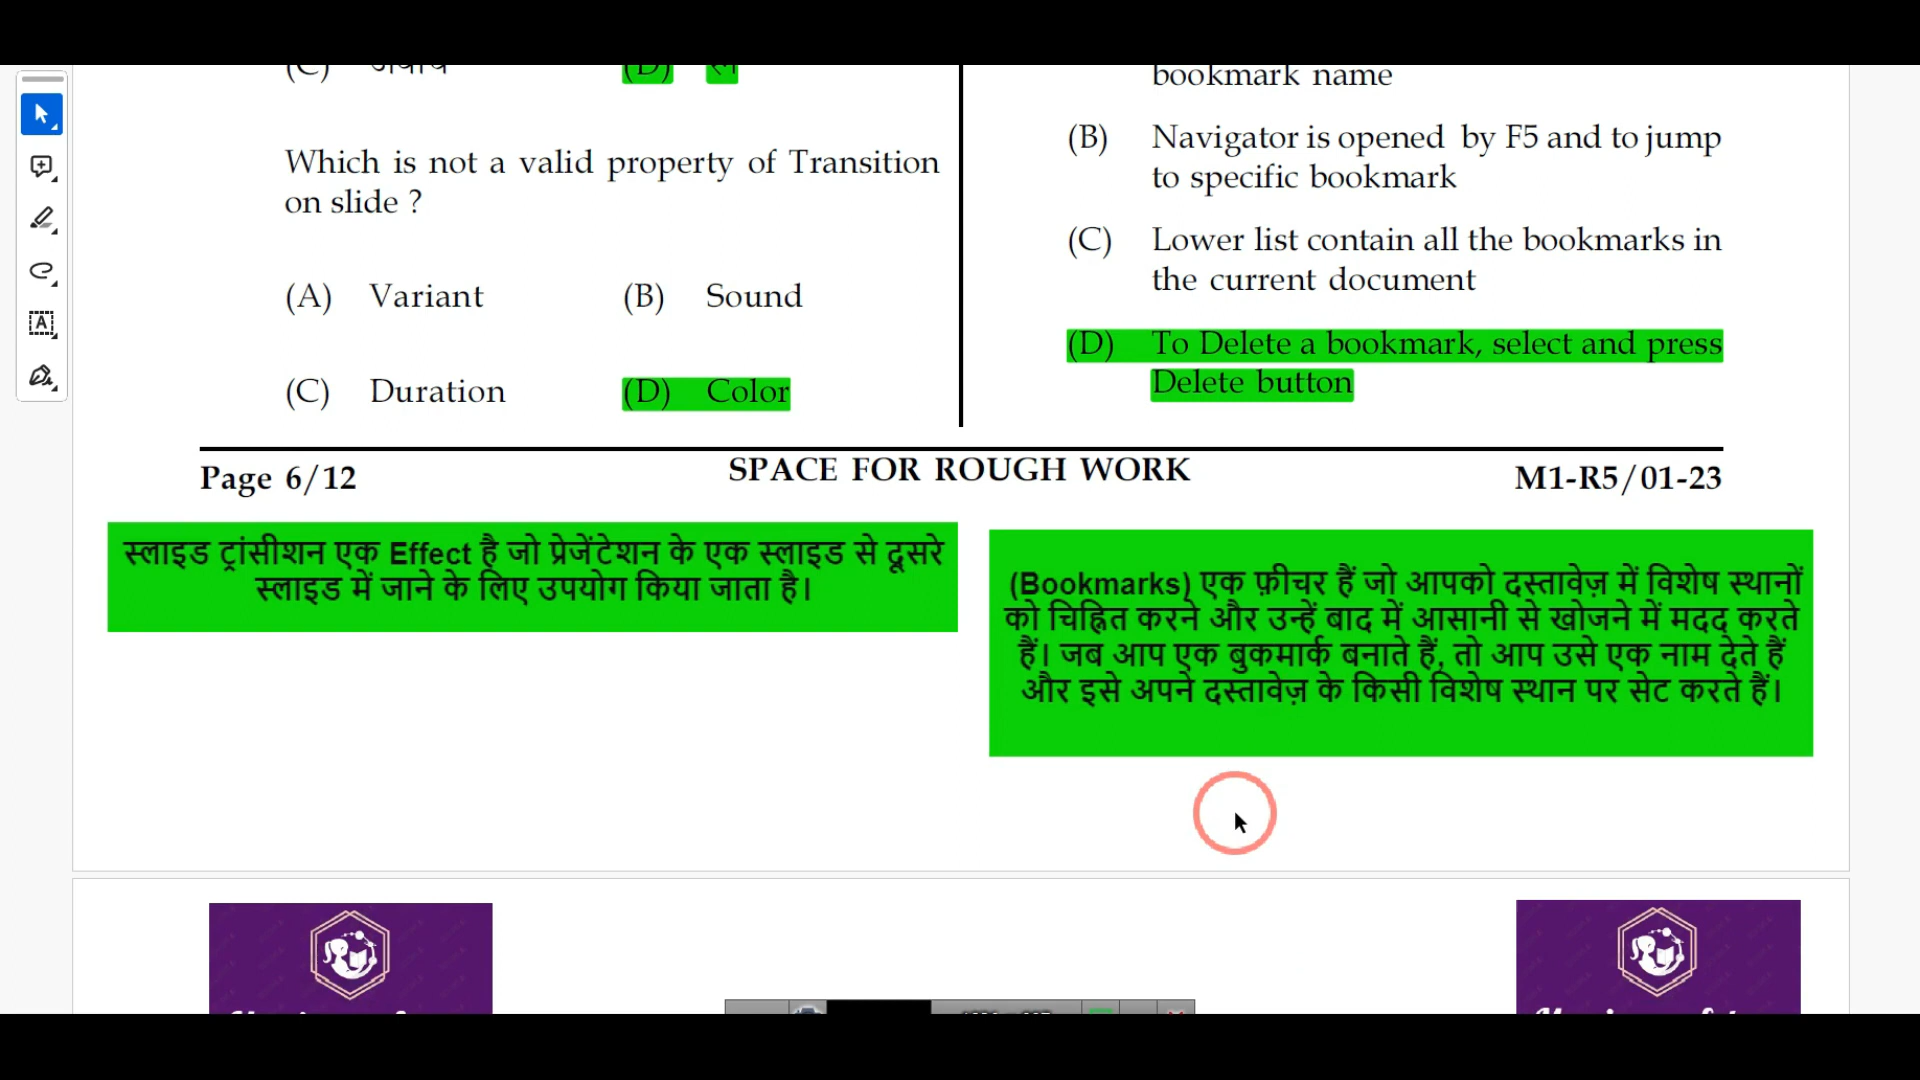 (C) जवाब (D) रन
Which is not a valid property of Transition
on slide ?
(A) Variant (B) Sound
(C) Duration (D) Color
bookmark name
(B) Navigator is opened by F5 and to jump
to specific bookmark
(C) Lower list contain all the bookmarks in
the current document
(D) To Delete a bookmark, select and press
Delete button
Page 6/12 SPACE FOR ROUGH WORK M1-R5/01-23
स्लाइड ट्रांसीशन एक Effect है जो प्रेजेंटेशन के एक स्लाइड से दूसरे
स्लाइड में जाने के लिए उपयोग किया जाता है।
(Bookmarks) एक फ़ीचर हैं जो आपको दस्तावेज़ में विशेष स्थानों
को चिह्नित करने और उन्हें बाद में आसानी से खोजने में मदद करते
हैं। जब आप एक बुकमार्क बनाते हैं, तो आप उसे एक नाम देते हैं
और इसे अपने दस्तावेज़ के किसी विशेष स्थान पर सेट करते हैं।